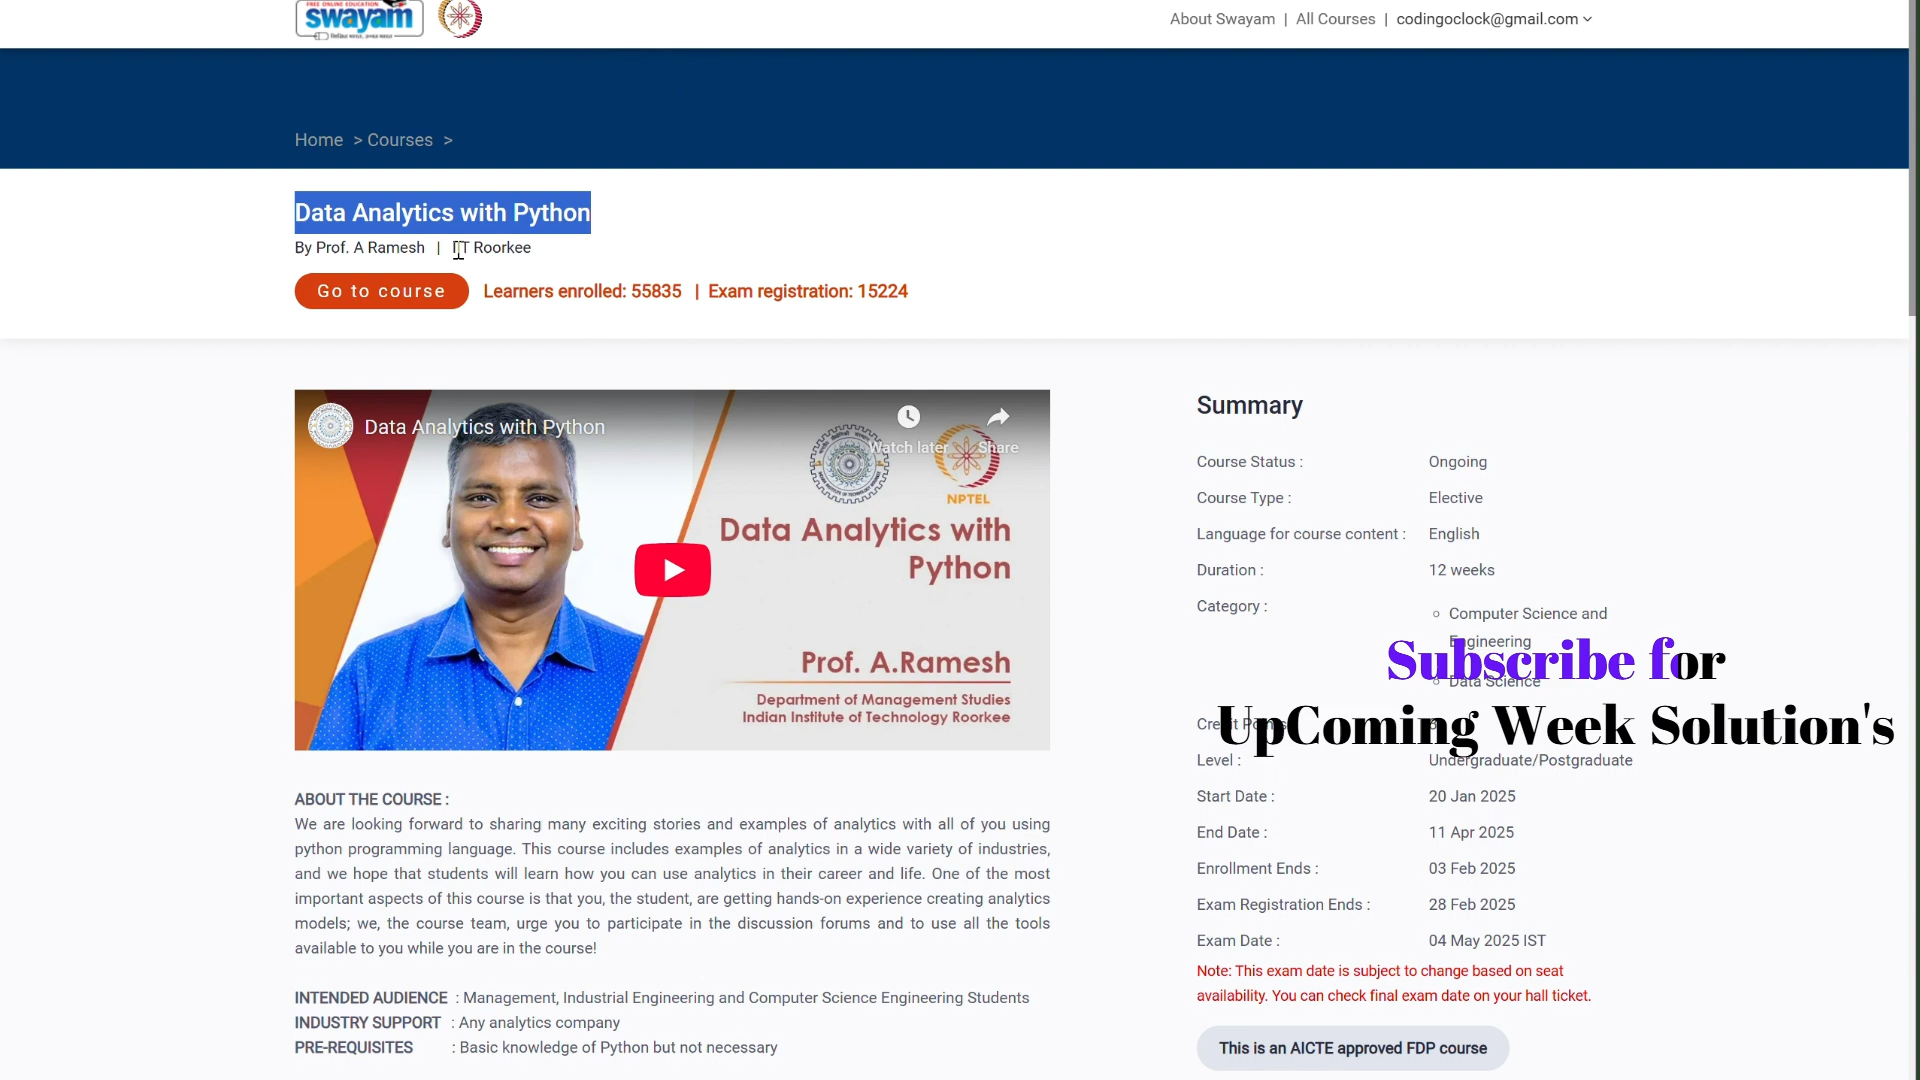 FREE ONLINE EDUCATION
swayam
About Swayam | All Courses | codingoclock@gmail.com
Home > Courses >
Data Analytics with Python
By Prof. A Ramesh | IIT Roorkee
Go to course
Learners enrolled: 55835 | Exam registration: 15224
Data Analytics with Python
Watch later
Share
NPTEL
Data Analytics with
Python
Prof. A.Ramesh
Department of Management Studies
Indian Institute of Technology Roorkee
Summary
Course Status : Ongoing
Course Type : Elective
Language for course content : English
Duration : 12 weeks
Category :
Computer Science and
Engineering
Data Science
Subscribe for
UpComing Week Solution's
Level : Undergraduate/Postgraduate
Start Date : 20 Jan 2025
End Date : 11 Apr 2025
Enrollment Ends : 03 Feb 2025
Exam Registration Ends : 28 Feb 2025
Exam Date : 04 May 2025 IST
Note: This exam date is subject to change based on seat
availability. You can check final exam date on your hall ticket.
This is an AICTE approved FDP course
ABOUT THE COURSE :
We are looking forward to sharing many exciting stories and examples of analytics with all of you using
python programming language. This course includes examples of analytics in a wide variety of industries,
and we hope that students will learn how you can use analytics in their career and life. One of the most
important aspects of this course is that you, the student, are getting hands-on experience creating analytics
models; we, the course team, urge you to participate in the discussion forums and to use all the tools
available to you while you are in the course!
INTENDED AUDIENCE : Management, Industrial Engineering and Computer Science Engineering Students
INDUSTRY SUPPORT : Any analytics company
PRE-REQUISITES : Basic knowledge of Python but not necessary